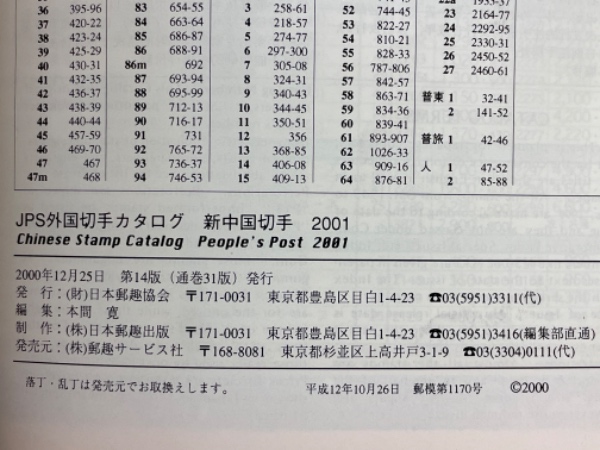 36 395-96 83 654-55 3 258-61 52 744-45 23 2164-77
37 420-22 84 663-64 4 218-57 53 822-27 24 2292-95
38 423-24 85 686-87 5 274-77 54 810-21 25 2330-31
39 425-29 86 688-91 6 297-300 55 828-33 26 2450-52
40 430-31 86m 692 7 305-08 56 787-806 27 2460-61
41 432-35 87 693-94 8 324-31 57 842-57
42 436-37 88 695-99 9 340-43 58 863-71 普東 1 32-41
43 438-39 89 712-13 10 344-45 59 834-36 2 141-52
44 440-44 90 716-17 11 350-51 60 839-41
45 457-59 91 731 12 356 61 893-907 普旅 1 42-46
46 469-70 92 765-72 13 368-85 62 1026-33
47 467 93 736-37 14 406-08 63 909-16 人 1 47-52
47m 468 94 746-53 15 409-13 64 876-81 2 85-88
JPS外国切手カタログ 新中国切手 2001
Chinese Stamp Catalog People's Post 2001
2000年12月25日 第14版（通巻31版）発行
発 行：(財)日本郵趣協会 〒171-0031 東京都豊島区目白1-4-23 ☎03(5951)3311(代)
編 集：本間 寛
制 作：(株)日本郵趣出版 〒171-0031 東京都豊島区目白1-4-23 ☎03(5951)3416(編集部直通)
発売元：(株)郵趣サービス社 〒168-8081 東京都杉並区上高井戸3-1-9 ☎03(3304)0111(代)
落丁・乱丁は発売元でお取換えします。 平成12年10月26日 郵模第1170号 ©2000